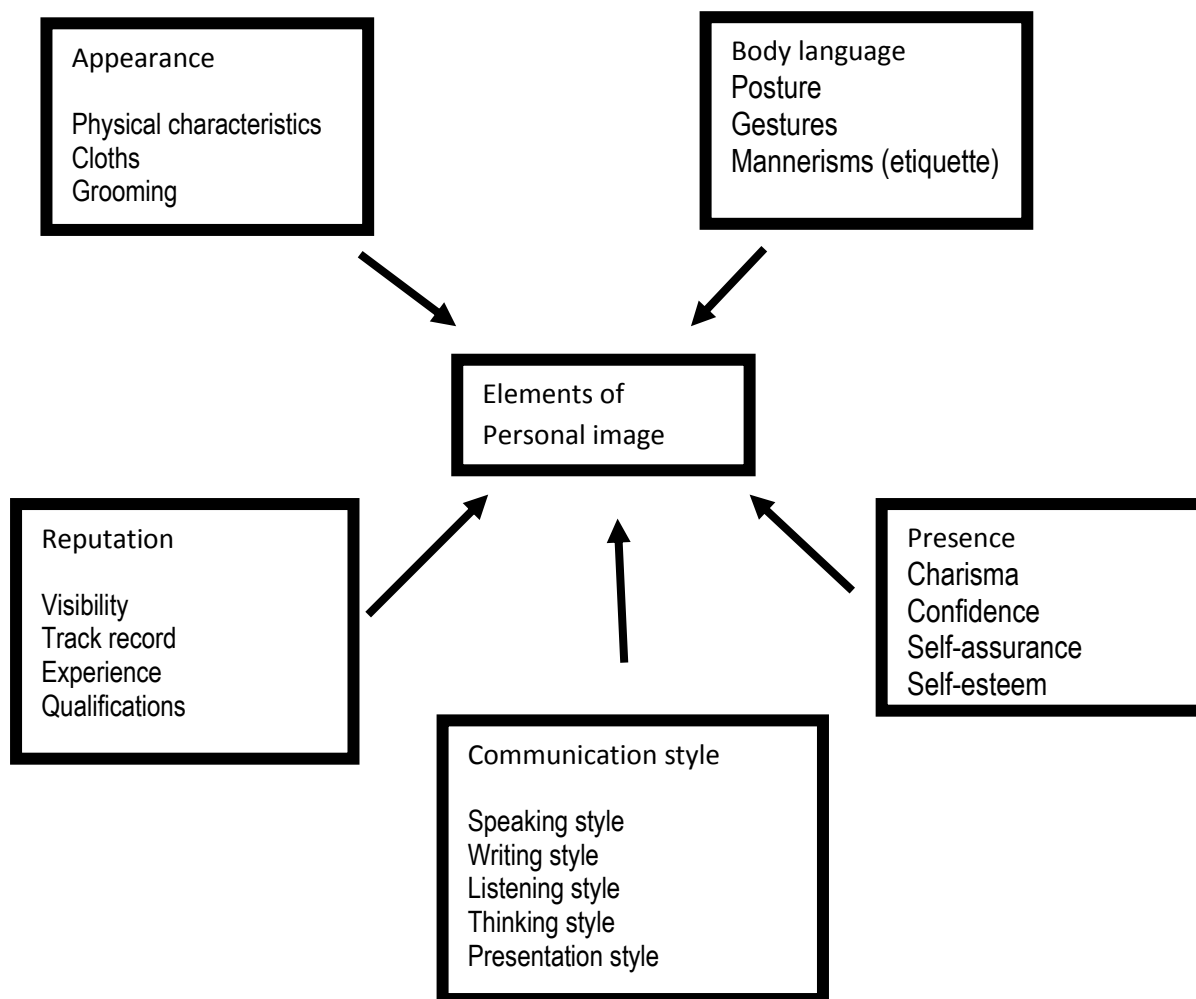 Appearance
Physical characteristics
Cloths
Grooming
Body language
Posture
Gestures
Mannerisms (etiquette)
Elements of
Personal image
Reputation
Visibility
Track record
Experience
Qualifications
Communication style
Speaking style
Writing style
Listening style
Thinking style
Presentation style
Presence
Charisma
Confidence
Self-assurance
Self-esteem